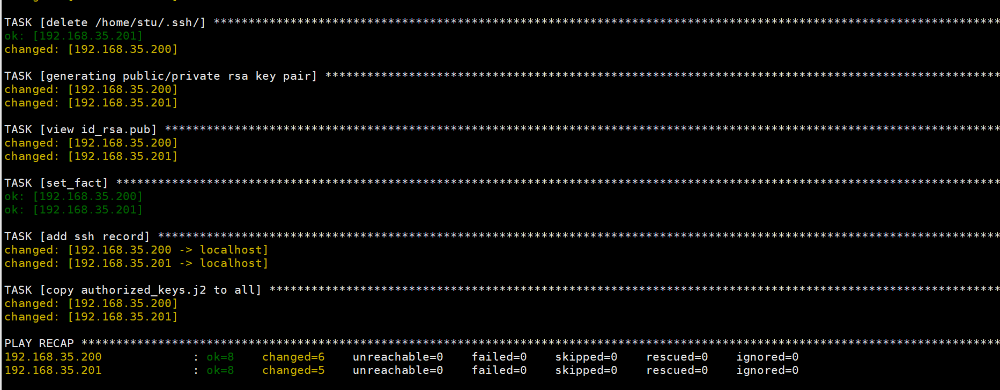 TASK [delete /home/stu/.ssh/] *****************************************************************************************************************
ok: [192.168.35.201]
changed: [192.168.35.200]
TASK [generating public/private rsa key pair] *************************************************************************************************
changed: [192.168.35.200]
changed: [192.168.35.201]
TASK [view id_rsa.pub] ************************************************************************************************************************
changed: [192.168.35.200]
changed: [192.168.35.201]
TASK [set_fact] *******************************************************************************************************************************
ok: [192.168.35.200]
ok: [192.168.35.201]
TASK [add ssh record] *************************************************************************************************************************
changed: [192.168.35.200 -> localhost]
changed: [192.168.35.201 -> localhost]
TASK [copy authorized_keys.j2 to all] *********************************************************************************************************
changed: [192.168.35.200]
changed: [192.168.35.201]
PLAY RECAP ************************************************************************************************************************************
192.168.35.200 : ok=8 changed=6 unreachable=0 failed=0 skipped=0 rescued=0 ignored=0
192.168.35.201 : ok=8 changed=5 unreachable=0 failed=0 skipped=0 rescued=0 ignored=0